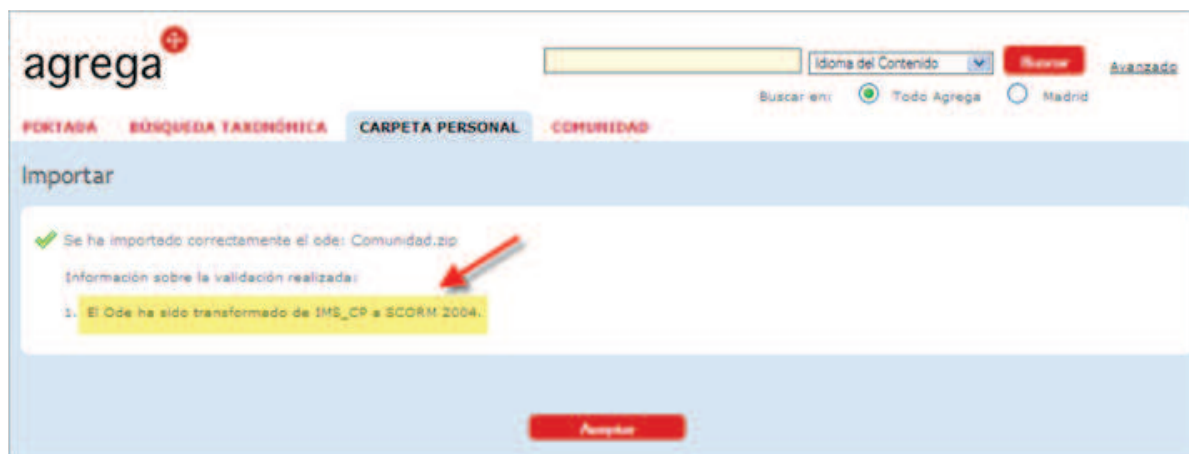 agrega
Idioma del Contenido
Buscar
Avanzado
Buscar en: Todo Agrega Madrid
PORTADA BÚSQUEDA TAXONÓMICA CARPETA PERSONAL COMUNIDAD
Importar
Se ha importado correctamente el ode: Comunidad.zip
Información sobre la validación realizada:
1. El Ode ha sido transformado de IMS_CP a SCORM 2004.
Aceptar